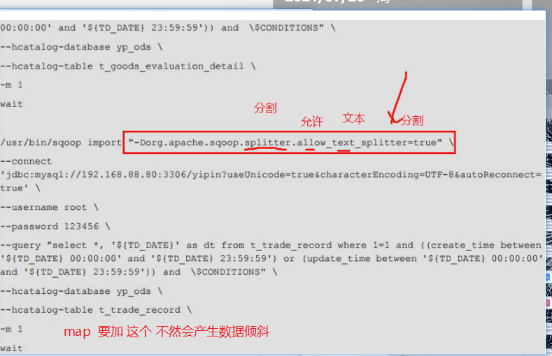 00:00:00' and '${TD_DATE} 23:59:59')) and  \$CONDITIONS" \
--hcatalog-database yp_ods \
--hcatalog-table t_goods_evaluation_detail \
-m 1
wait
分割
允许 文本 分割
/usr/bin/sqoop import "-Dorg.apache.sqoop.splitter.allow_text_splitter=true" \
--connect
'jdbc:mysql://192.168.88.80:3306/yipin?useUnicode=true&characterEncoding=UTF-8&autoReconnect=
true' \
--username root \
--password 123456 \
--query "select *, '${TD_DATE}' as dt from t_trade_record where 1=1 and ((create_time between
'${TD_DATE} 00:00:00' and '${TD_DATE} 23:59:59') or (update_time between '${TD_DATE} 00:00:00'
and '${TD_DATE} 23:59:59')) and  \$CONDITIONS" \
--hcatalog-database yp_ods \
--hcatalog-table t_trade_record \
-m 1 map 要加 这个 不然会产生数据倾斜
wait